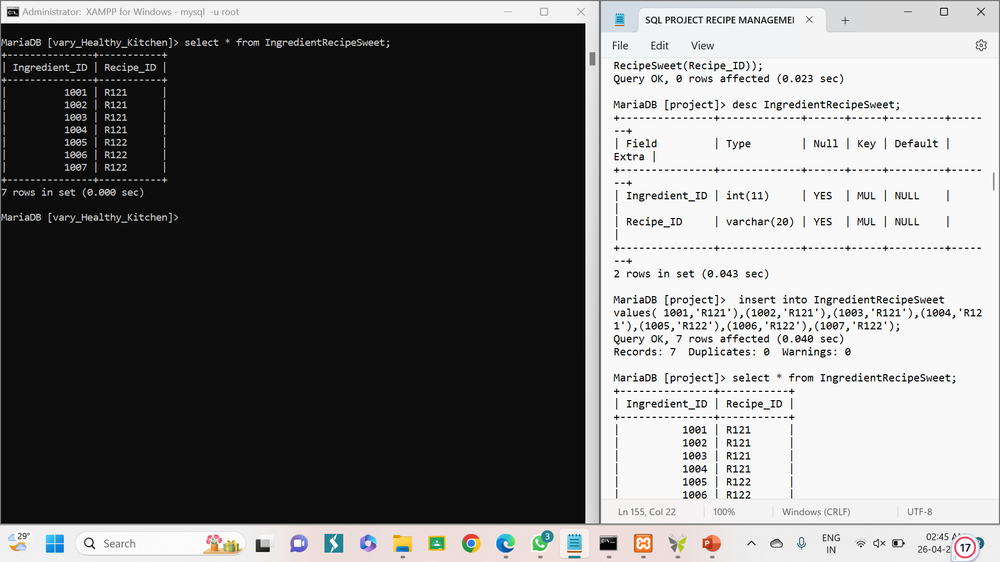 Administrator:  XAMPP for Windows - mysql  -u root
MariaDB [vary_Healthy_Kitchen]> select * from IngredientRecipeSweet;
+---------------+-----------+
| Ingredient_ID | Recipe_ID |
+---------------+-----------+
|          1001 | R121      |
|          1002 | R121      |
|          1003 | R121      |
|          1004 | R121      |
|          1005 | R122      |
|          1006 | R122      |
|          1007 | R122      |
+---------------+-----------+
7 rows in set (0.000 sec)
MariaDB [vary_Healthy_Kitchen]>
SQL PROJECT RECIPE MANAGEME
File Edit View
RecipeSweet(Recipe_ID));
Query OK, 0 rows affected (0.023 sec)
MariaDB [project]> desc IngredientRecipeSweet;
+---------------+-------------+------+-----+---------+-----
--+
| Field         | Type        | Null | Key | Default |
Extra |
+---------------+-------------+------+-----+---------+-----
--+
| Ingredient_ID | int(11)     | YES  | MUL | NULL    |
|
| Recipe_ID     | varchar(20) | YES  | MUL | NULL    |
|
+---------------+-------------+------+-----+---------+-----
--+
2 rows in set (0.043 sec)
MariaDB [project]>  insert into IngredientRecipeSweet
values( 1001,'R121'),(1002,'R121'),(1003,'R121'),(1004,'R12
1'),(1005,'R122'),(1006,'R122'),(1007,'R122');
Query OK, 7 rows affected (0.040 sec)
Records: 7  Duplicates: 0  Warnings: 0
MariaDB [project]> select * from IngredientRecipeSweet;
+---------------+-----------+
| Ingredient_ID | Recipe_ID |
+---------------+-----------+
|          1001 | R121      |
|          1002 | R121      |
|          1003 | R121      |
|          1004 | R121      |
|          1005 | R122      |
|          1006 | R122      |
Ln 155, Col 22 100% Windows (CRLF) UTF-8
29°
Search
3
ENG
IN
02:45
26-04-2
17